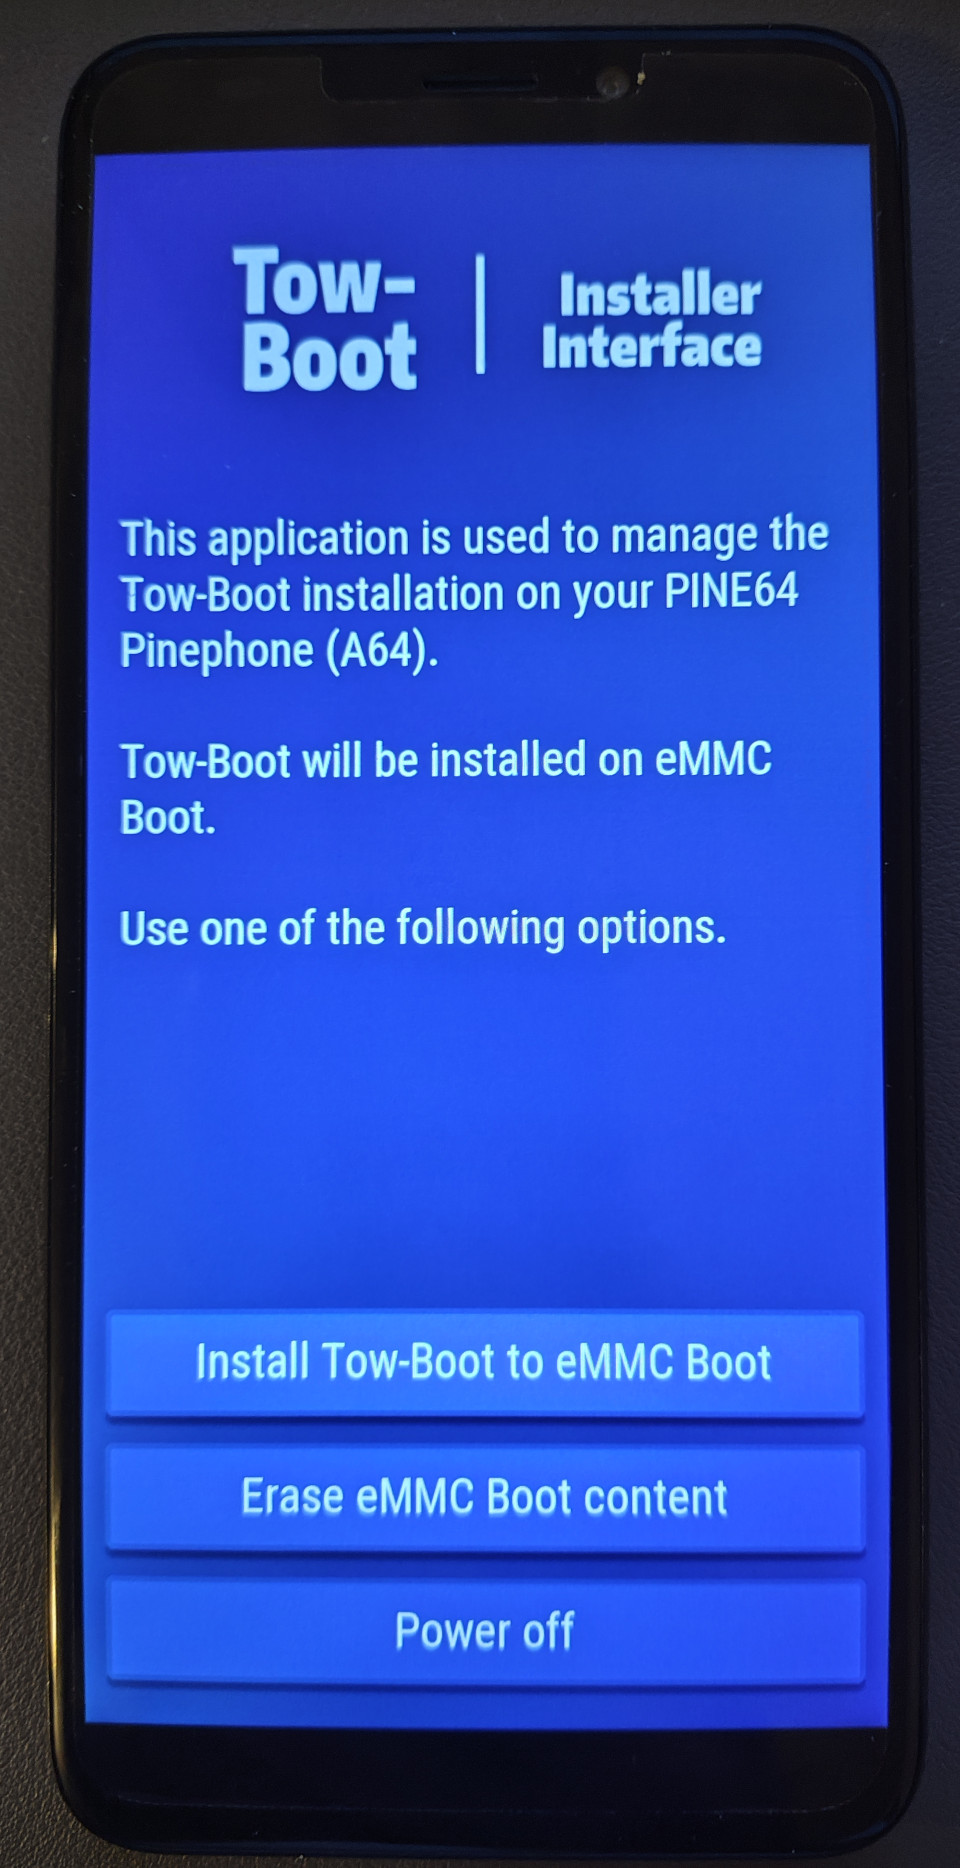 Tow-
Boot
Installer
Interface
This application is used to manage the
Tow-Boot installation on your PINE64
Pinephone (A64).
Tow-Boot will be installed on eMMC
Boot.
Use one of the following options.
Install Tow-Boot to eMMC Boot
Erase eMMC Boot content
Power off